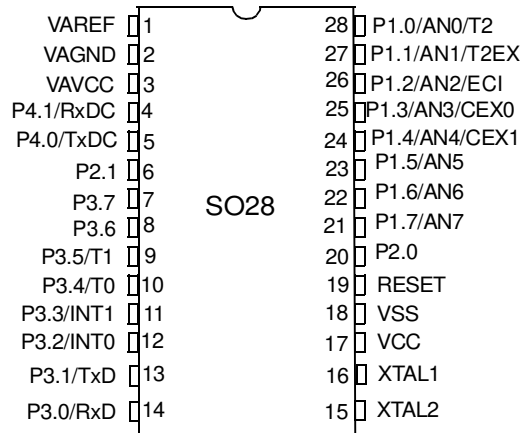 VAREF 1 28 P1.0/AN0/T2
VAGND 2 27 P1.1/AN1/T2EX
VAVCC 3 26 P1.2/AN2/ECI
P4.1/RxDC 4 25 P1.3/AN3/CEX0
P4.0/TxDC 5 24 P1.4/AN4/CEX1
P2.1 6 23 P1.5/AN5
P3.7 7 22 P1.6/AN6
SO28
P3.6 8 21 P1.7/AN7
P3.5/T1 9 20 P2.0
P3.4/T0 10 19 RESET
P3.3/INT1 11 18 VSS
P3.2/INT0 12 17 VCC
P3.1/TxD 13 16 XTAL1
P3.0/RxD 14 15 XTAL2